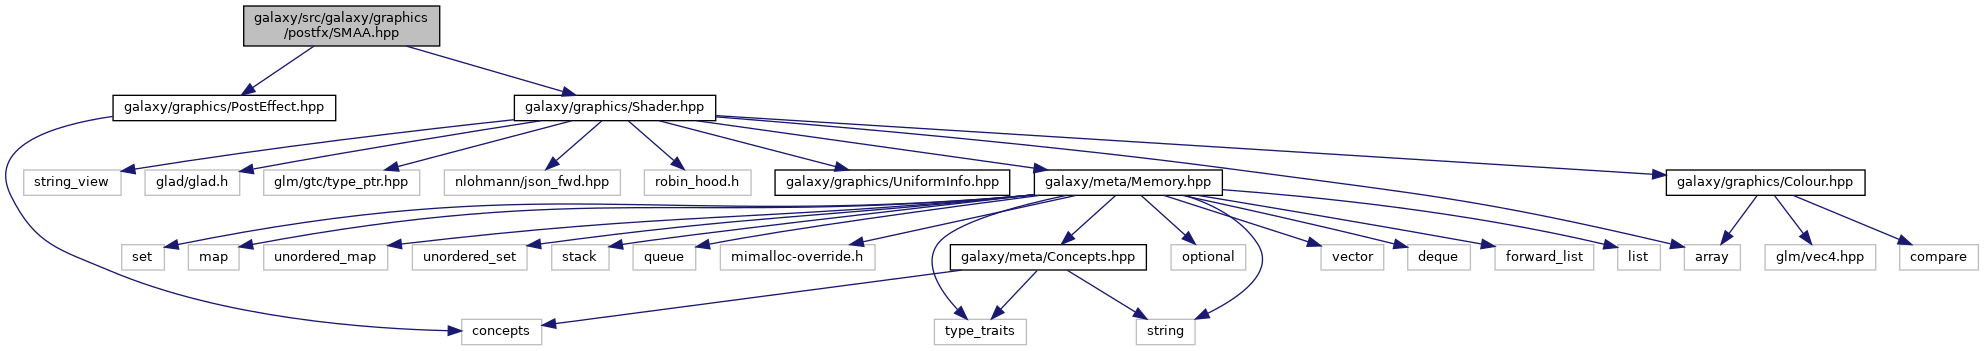 galaxy/src/galaxy/graphics
/postfx/SMAA.hpp
galaxy/graphics/PostEffect.hpp
galaxy/graphics/Shader.hpp
string_view
glad/glad.h
glm/gtc/type_ptr.hpp
nlohmann/json_fwd.hpp
robin_hood.h
galaxy/graphics/UniformInfo.hpp
galaxy/meta/Memory.hpp
galaxy/graphics/Colour.hpp
set
map
unordered_map
unordered_set
stack
queue
mimalloc-override.h
galaxy/meta/Concepts.hpp
optional
vector
deque
forward_list
list
array
glm/vec4.hpp
compare
concepts
type_traits
string